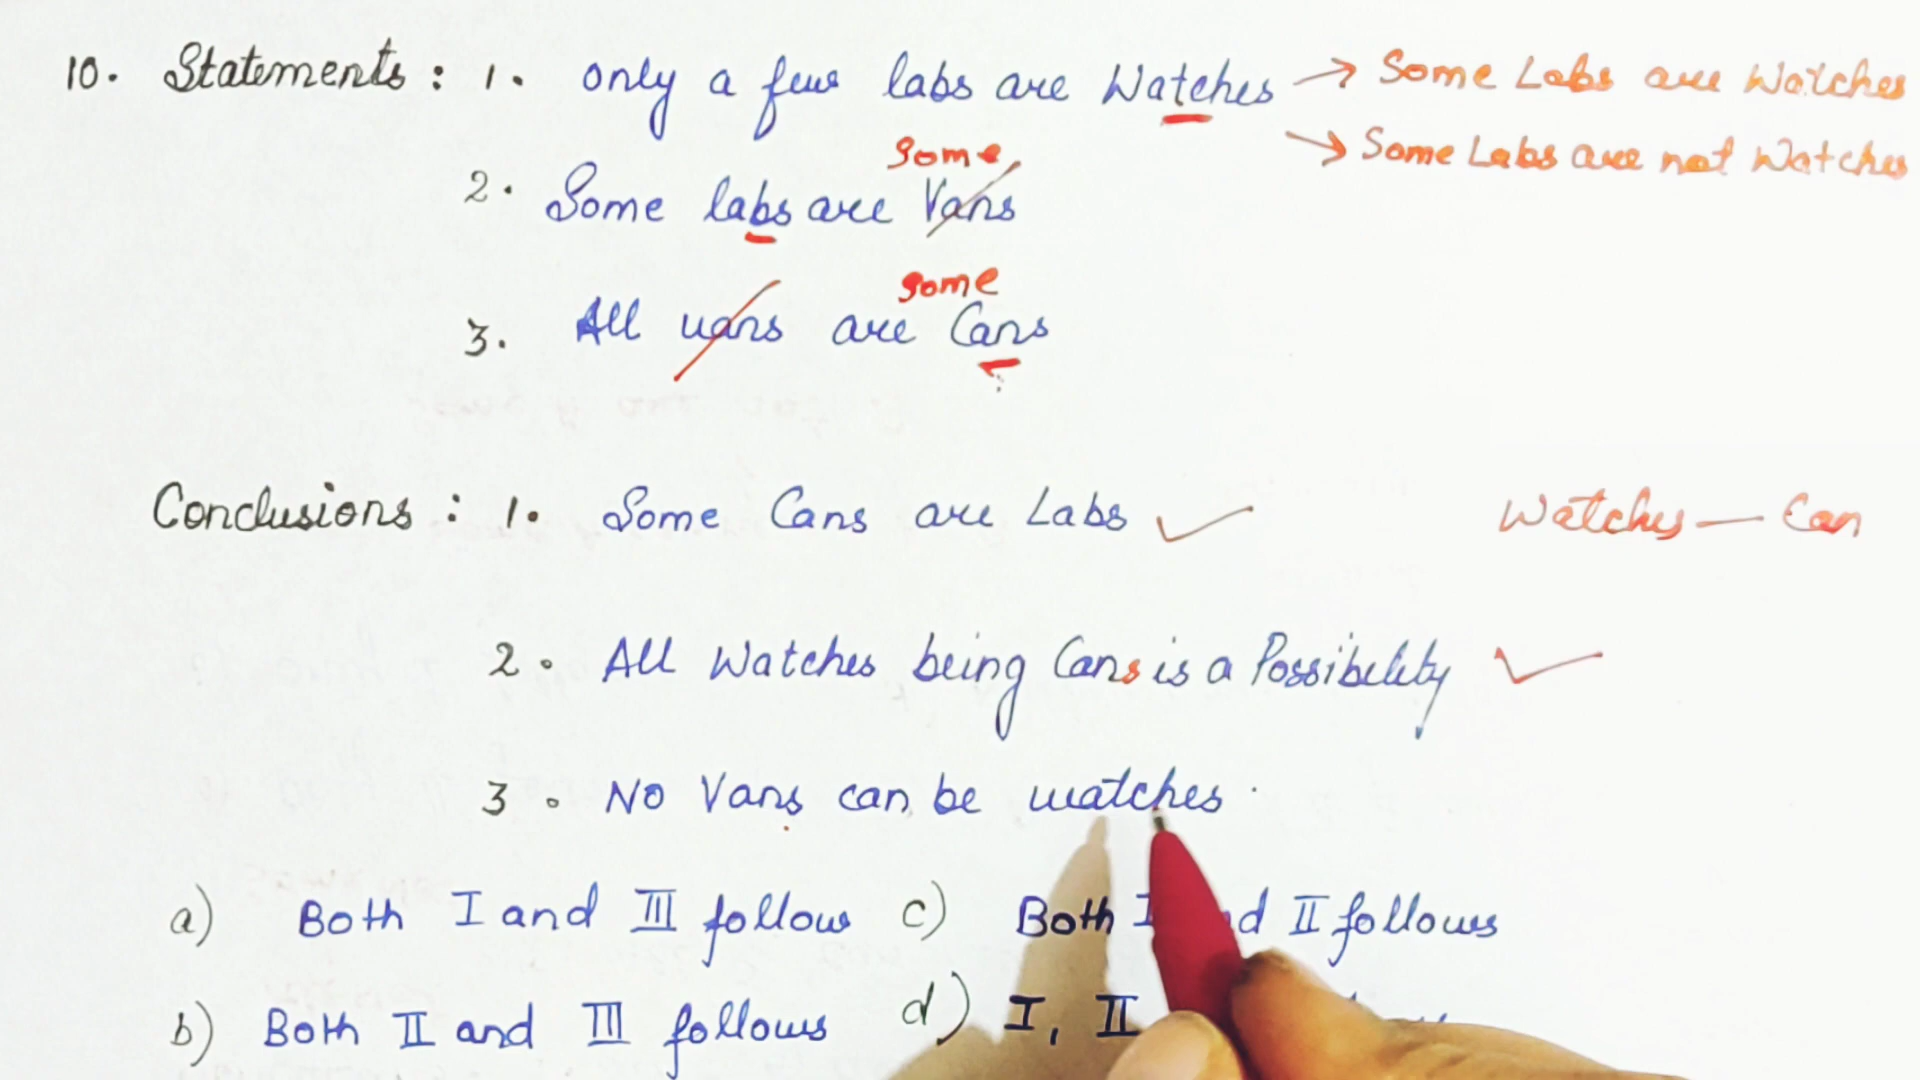 10. Statements : 1. only a few labs are Watches → Some Labs are Watches
→ Some Labs are not Watches
some
2. Some labs are Vans
some
3. All vans are Cans
Conclusions : 1. Some Cans are Labs ✓ Watches — Can
2. All Watches being Cans is a Possibility ✓
3. No Vans can be watches.
a) Both I and III follow c) Both II follows
b) Both II and III follows d) I, II